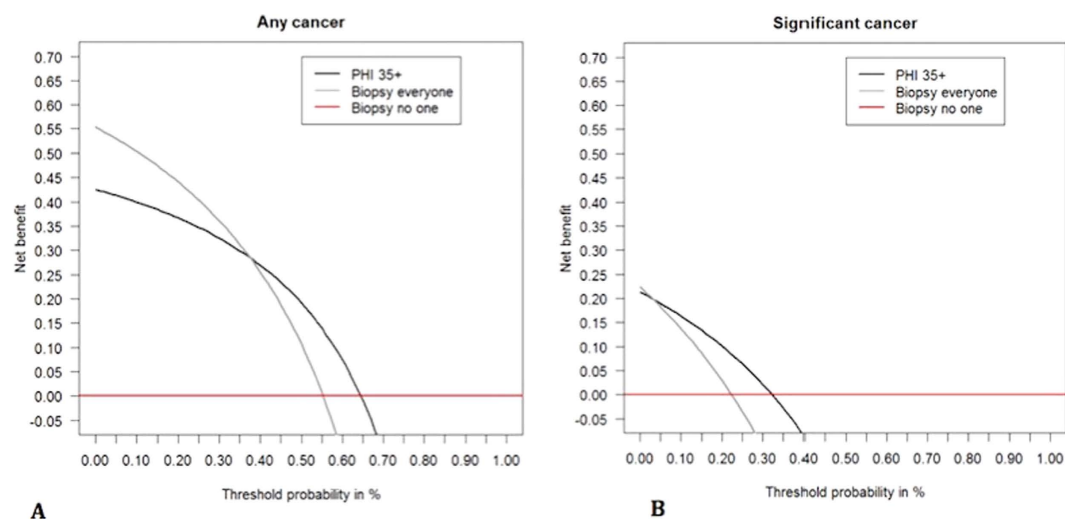 Any cancer
PHI 35+
Biopsy everyone
Biopsy no one
0.70
0.65
0.60
0.55
0.50
0.45
0.40
0.35
0.30
0.25
0.20
0.15
0.10
0.05
0.00
-0.05
Net benefit
0.00 0.10 0.20 0.30 0.40 0.50 0.60 0.70 0.80 0.90 1.00
Threshold probability in %
A
Significant cancer
PHI 35+
Biopsy everyone
Biopsy no one
0.70
0.65
0.60
0.55
0.50
0.45
0.40
0.35
0.30
0.25
0.20
0.15
0.10
0.05
0.00
-0.05
Net benefit
0.00 0.10 0.20 0.30 0.40 0.50 0.60 0.70 0.80 0.90 1.00
Threshold probability in %
B